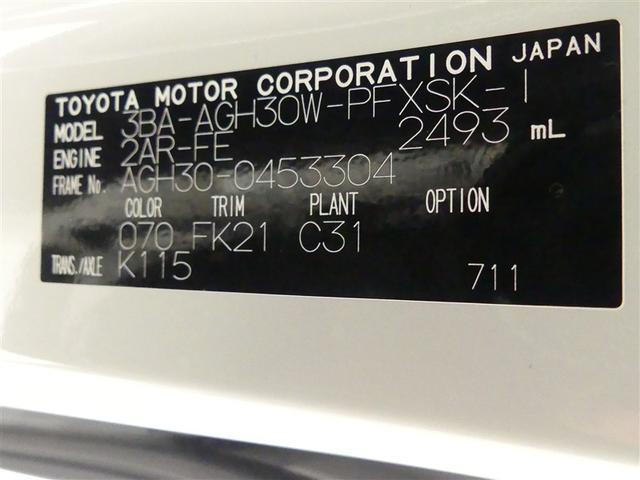 TOYOTA MOTOR CORPORATION JAPAN
MODEL 3BA-AGH30W-PFXSK-I
ENGINE 2AR-FE 2493 mL
FRAME No. AGH30-0453304
COLOR TRIM PLANT OPTION
070 FK21 C31
TRANS./AXLE K115
711